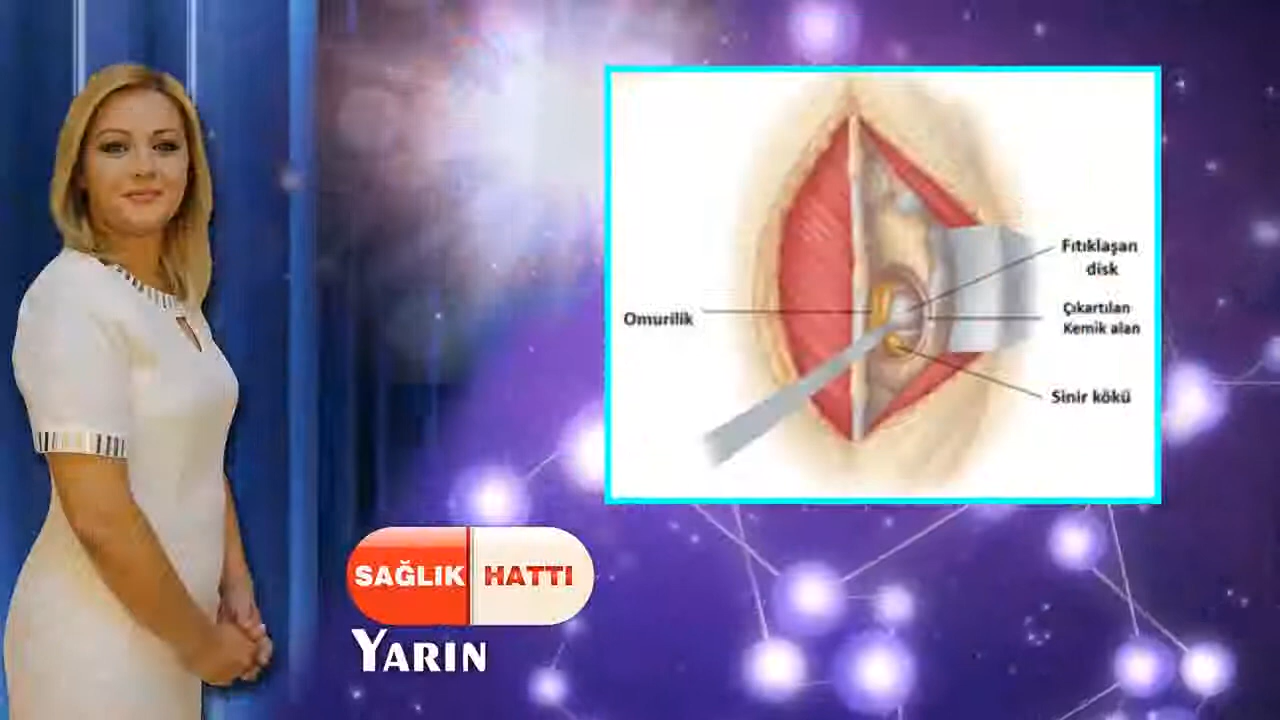 Fıtıklaşan
disk
Omurilik
Çıkartılan
Kemik alan
Sinir kökü
SAĞLIK HATTI
YARIN